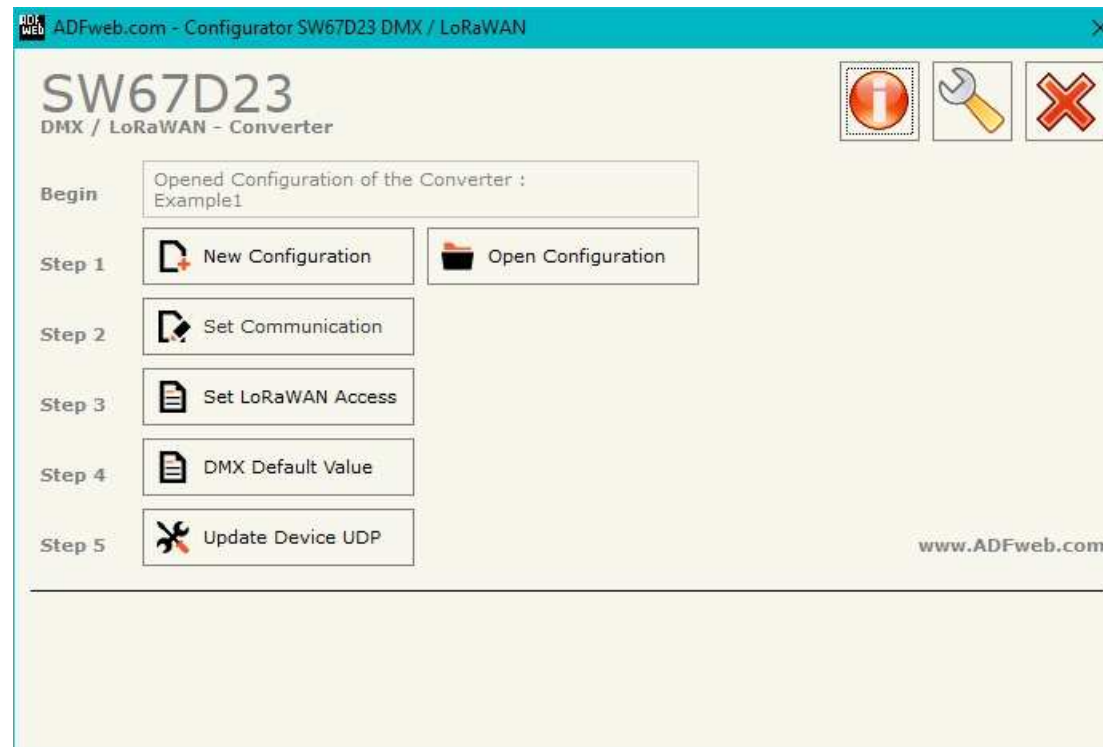 ADF
WEB
ADFweb.com - Configurator SW67D23 DMX / LoRaWAN
SW67D23
DMX / LoRaWAN - Converter
Begin
Opened Configuration of the Converter :
Example1
Step 1
New Configuration
Open Configuration
Step 2
Set Communication
Step 3
Set LoRaWAN Access
Step 4
DMX Default Value
Step 5
Update Device UDP
www.ADFweb.com